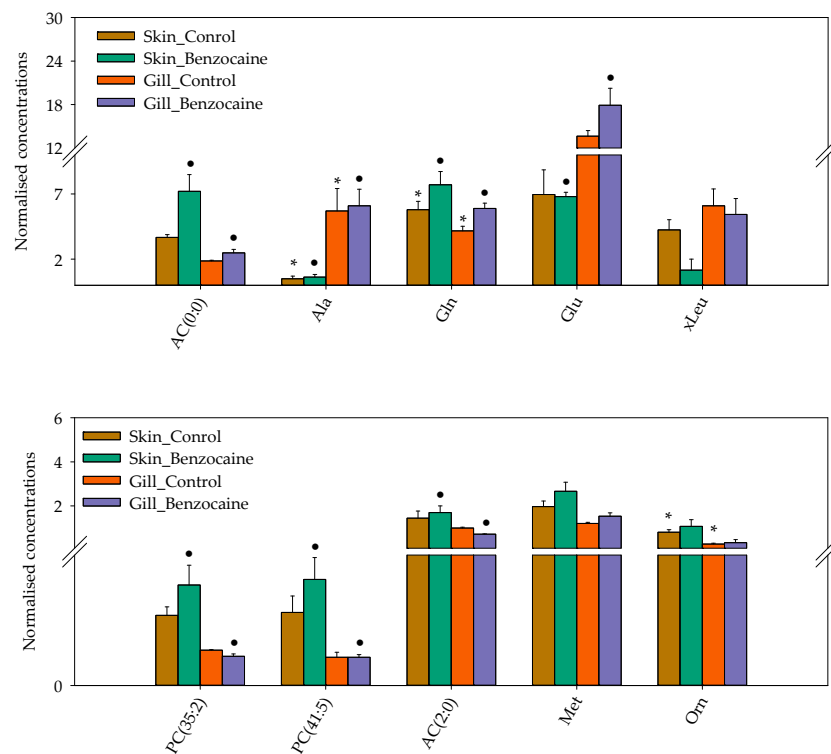 Normalised concentrations
30
24
18
12
7
2
Skin_Conrol
Skin_Benzocaine
Gill_Control
Gill_Benzocaine
* * * *
AC(0:0)
Ala
Gln
Glu
xLeu
Normalised concentrations
6
4
2
0
Skin_Conrol
Skin_Benzocaine
Gill_Control
Gill_Benzocaine
* *
PC(35:2)
PC(41:5)
AC(2:0)
Met
Orn